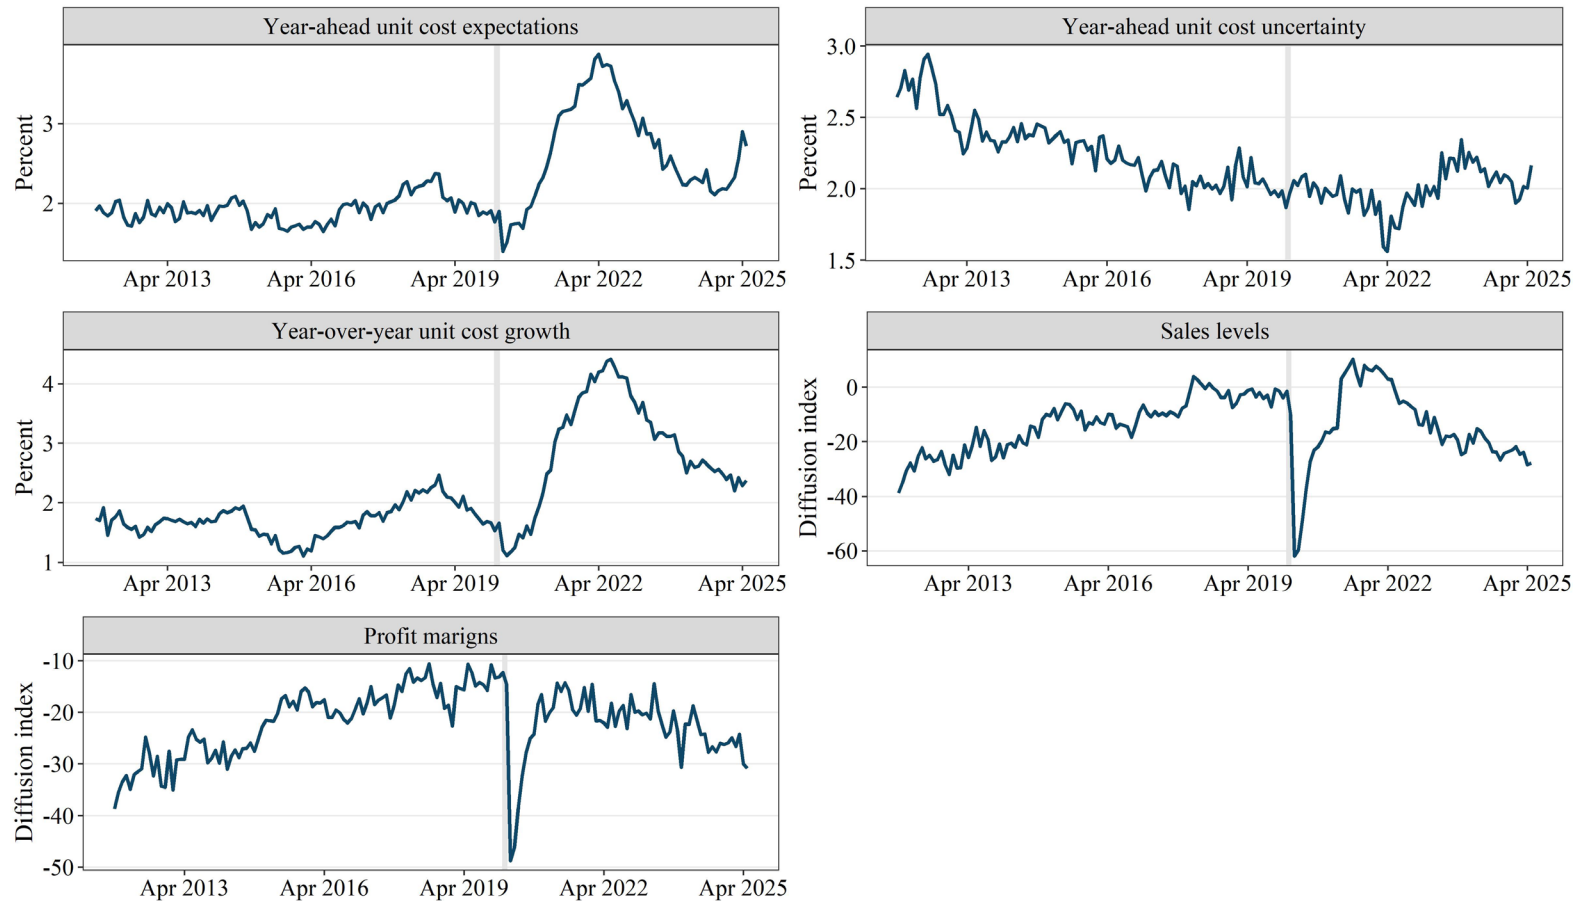 Year-ahead unit cost expectations
Percent
3
2
Apr 2013 Apr 2016 Apr 2019 Apr 2022 Apr 2025
Year-ahead unit cost uncertainty
Percent
3.0
2.5
2.0
1.5
Apr 2013 Apr 2016 Apr 2019 Apr 2022 Apr 2025
Year-over-year unit cost growth
Percent
4
3
2
1
Apr 2013 Apr 2016 Apr 2019 Apr 2022 Apr 2025
Sales levels
Diffusion index
0
-20
-40
-60
Apr 2013 Apr 2016 Apr 2019 Apr 2022 Apr 2025
Profit marigns
Diffusion index
-10
-20
-30
-40
-50
Apr 2013 Apr 2016 Apr 2019 Apr 2022 Apr 2025